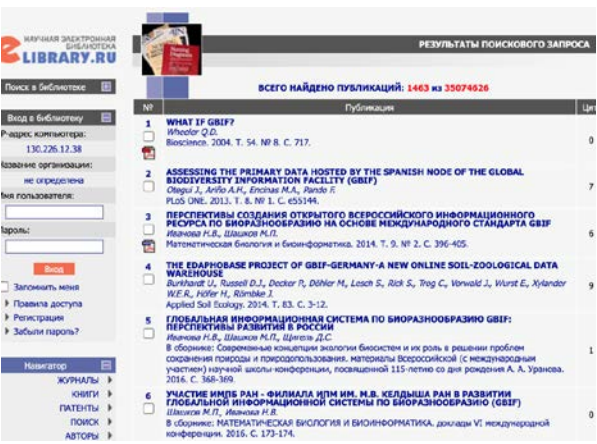 НАУЧНАЯ ЭЛЕКТРОННАЯ
БИБЛИОТЕКА
eLIBRARY.RU
РЕЗУЛЬТАТЫ ПОИСКОВОГО ЗАПРОСА
Поиск в библиотеке
ВСЕГО НАЙДЕНО ПУБЛИКАЦИЙ: 1463 из 35074626
Вход в библиотеку
IP-адрес компьютера:
130.226.12.38
Название организации:
не определена
Имя пользователя:
Пароль:
Вход
Запомнить меня
Правила доступа
Регистрация
Забыли пароль?
Навигатор
ЖУРНАЛЫ
КНИГИ
ПАТЕНТЫ
ПОИСК
АВТОРЫ
№ Публикация Цит
1 WHAT IF GBIF?
Wheeler Q.D.
Bioscience. 2004. Т. 54. № 8. С. 717.
0
2 ASSESSING THE PRIMARY DATA HOSTED BY THE SPANISH NODE OF THE GLOBAL
BIODIVERSITY INFORMATION FACILITY (GBIF)
Otegui J., Ariño A.H., Encinas M.A., Pando F.
PLoS ONE. 2013. Т. 8. № 1. С. e55144.
7
3 ПЕРСПЕКТИВЫ СОЗДАНИЯ ОТКРЫТОГО ВСЕРОССИЙСКОГО ИНФОРМАЦИОННОГО
РЕСУРСА ПО БИОРАЗНООБРАЗИЮ НА ОСНОВЕ МЕЖДУНАРОДНОГО СТАНДАРТА GBIF
Иванова Н.В., Шашков М.П.
Математическая биология и биоинформатика. 2014. Т. 9. № 2. С. 396-405.
6
4 THE EDAPHOBASE PROJECT OF GBIF-GERMANY-A NEW ONLINE SOIL-ZOOLOGICAL DATA
WAREHOUSE
Burkhardt U., Russell D.J., Decker P., Döhler M., Lesch S., Rick S., Trog C., Vorwald J., Wurst E., Xylander
W.E.R., Höfer H., Römbke J.
Applied Soil Ecology. 2014. Т. 83. С. 3-12.
9
5 ГЛОБАЛЬНАЯ ИНФОРМАЦИОННАЯ СИСТЕМА ПО БИОРАЗНООБРАЗИЮ GBIF:
ПЕРСПЕКТИВЫ РАЗВИТИЯ В РОССИИ
Иванова Н.В., Шашков М.П., Щигель Д.С.
В сборнике: Современные концепции экологии биосистем и их роль в решении проблем
сохранения природы и природопользования. материалы Всероссийской (с международным
участием) научной школы-конференции, посвященной 115-летию со дня рождения А. А. Уранова.
2016. С. 368-369.
1
6 УЧАСТИЕ ИМПБ РАН - ФИЛИАЛА ИПМ ИМ. М.В. КЕЛДЫША РАН В РАЗВИТИИ
ГЛОБАЛЬНОЙ ИНФОРМАЦИОННОЙ СИСТЕМЫ ПО БИОРАЗНООБРАЗИЮ (GBIF)
Шашков М.П., Иванова Н.В.
В сборнике: МАТЕМАТИЧЕСКАЯ БИОЛОГИЯ И БИОИНФОРМАТИКА. доклады VI международной
конференции. 2016. С. 173-174.
0